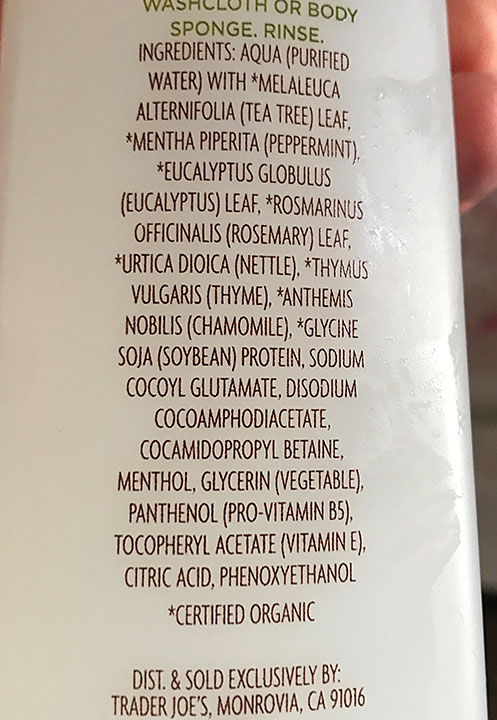 WASHCLOTH OR BODY
SPONGE. RINSE.
INGREDIENTS: AQUA (PURIFIED
WATER) WITH *MELALEUCA
ALTERNIFOLIA (TEA TREE) LEAF,
*MENTHA PIPERITA (PEPPERMINT),
*EUCALYPTUS GLOBULUS
(EUCALYPTUS) LEAF, *ROSMARINUS
OFFICINALIS (ROSEMARY) LEAF,
*URTICA DIOICA (NETTLE), *THYMUS
VULGARIS (THYME), *ANTHEMIS
NOBILIS (CHAMOMILE), *GLYCINE
SOJA (SOYBEAN) PROTEIN, SODIUM
COCOYL GLUTAMATE, DISODIUM
COCOAMPHODIACETATE,
COCAMIDOPROPYL BETAINE,
MENTHOL, GLYCERIN (VEGETABLE),
PANTHENOL (PRO-VITAMIN B5),
TOCOPHERYL ACETATE (VITAMIN E),
CITRIC ACID, PHENOXYETHANOL
*CERTIFIED ORGANIC
DIST. & SOLD EXCLUSIVELY BY:
TRADER JOE'S, MONROVIA, CA 91016